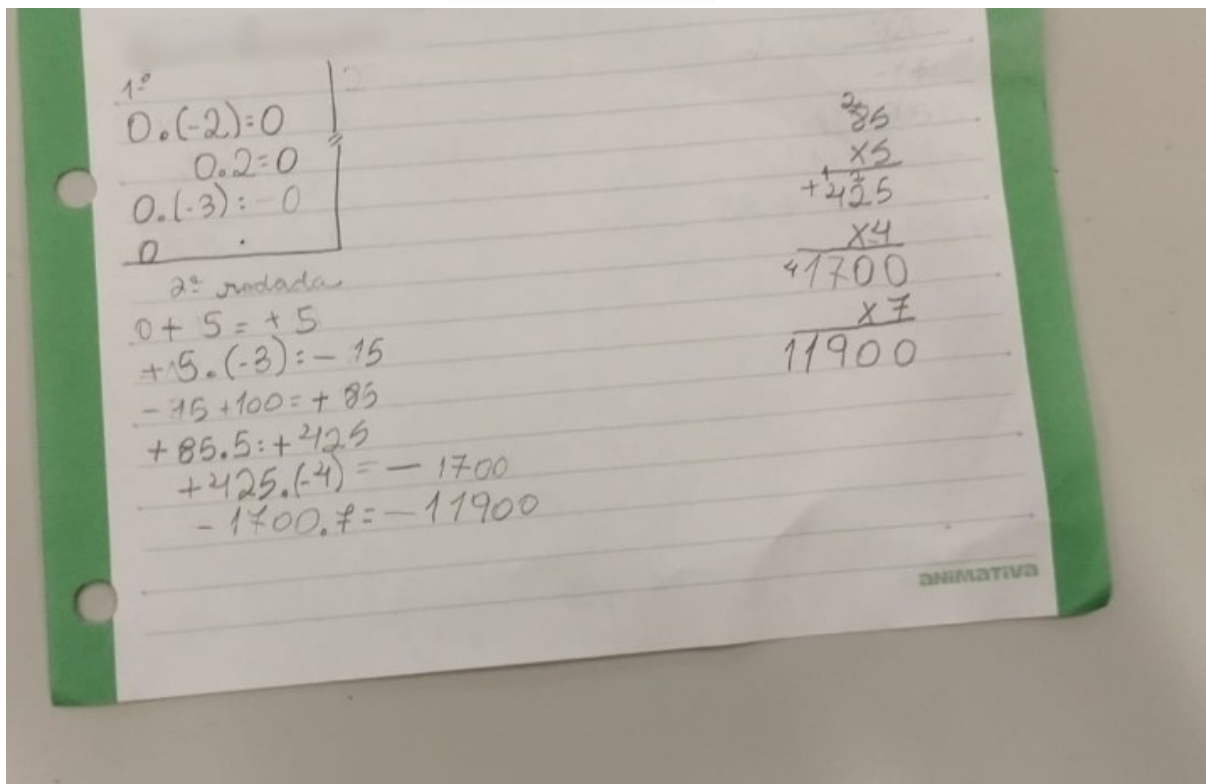 1º
0.(-2)=0
0.2=0
0.(-3)=-0
0 .
2º rodada
0+ 5 = + 5
+5.(-3)=- 15
- 15 +100=+ 85
+85.5=+425
+425.(-4) = - 1700
- 1700.7=-11900
2
85
x5
+425
x4
1700
x7
11900
animativa